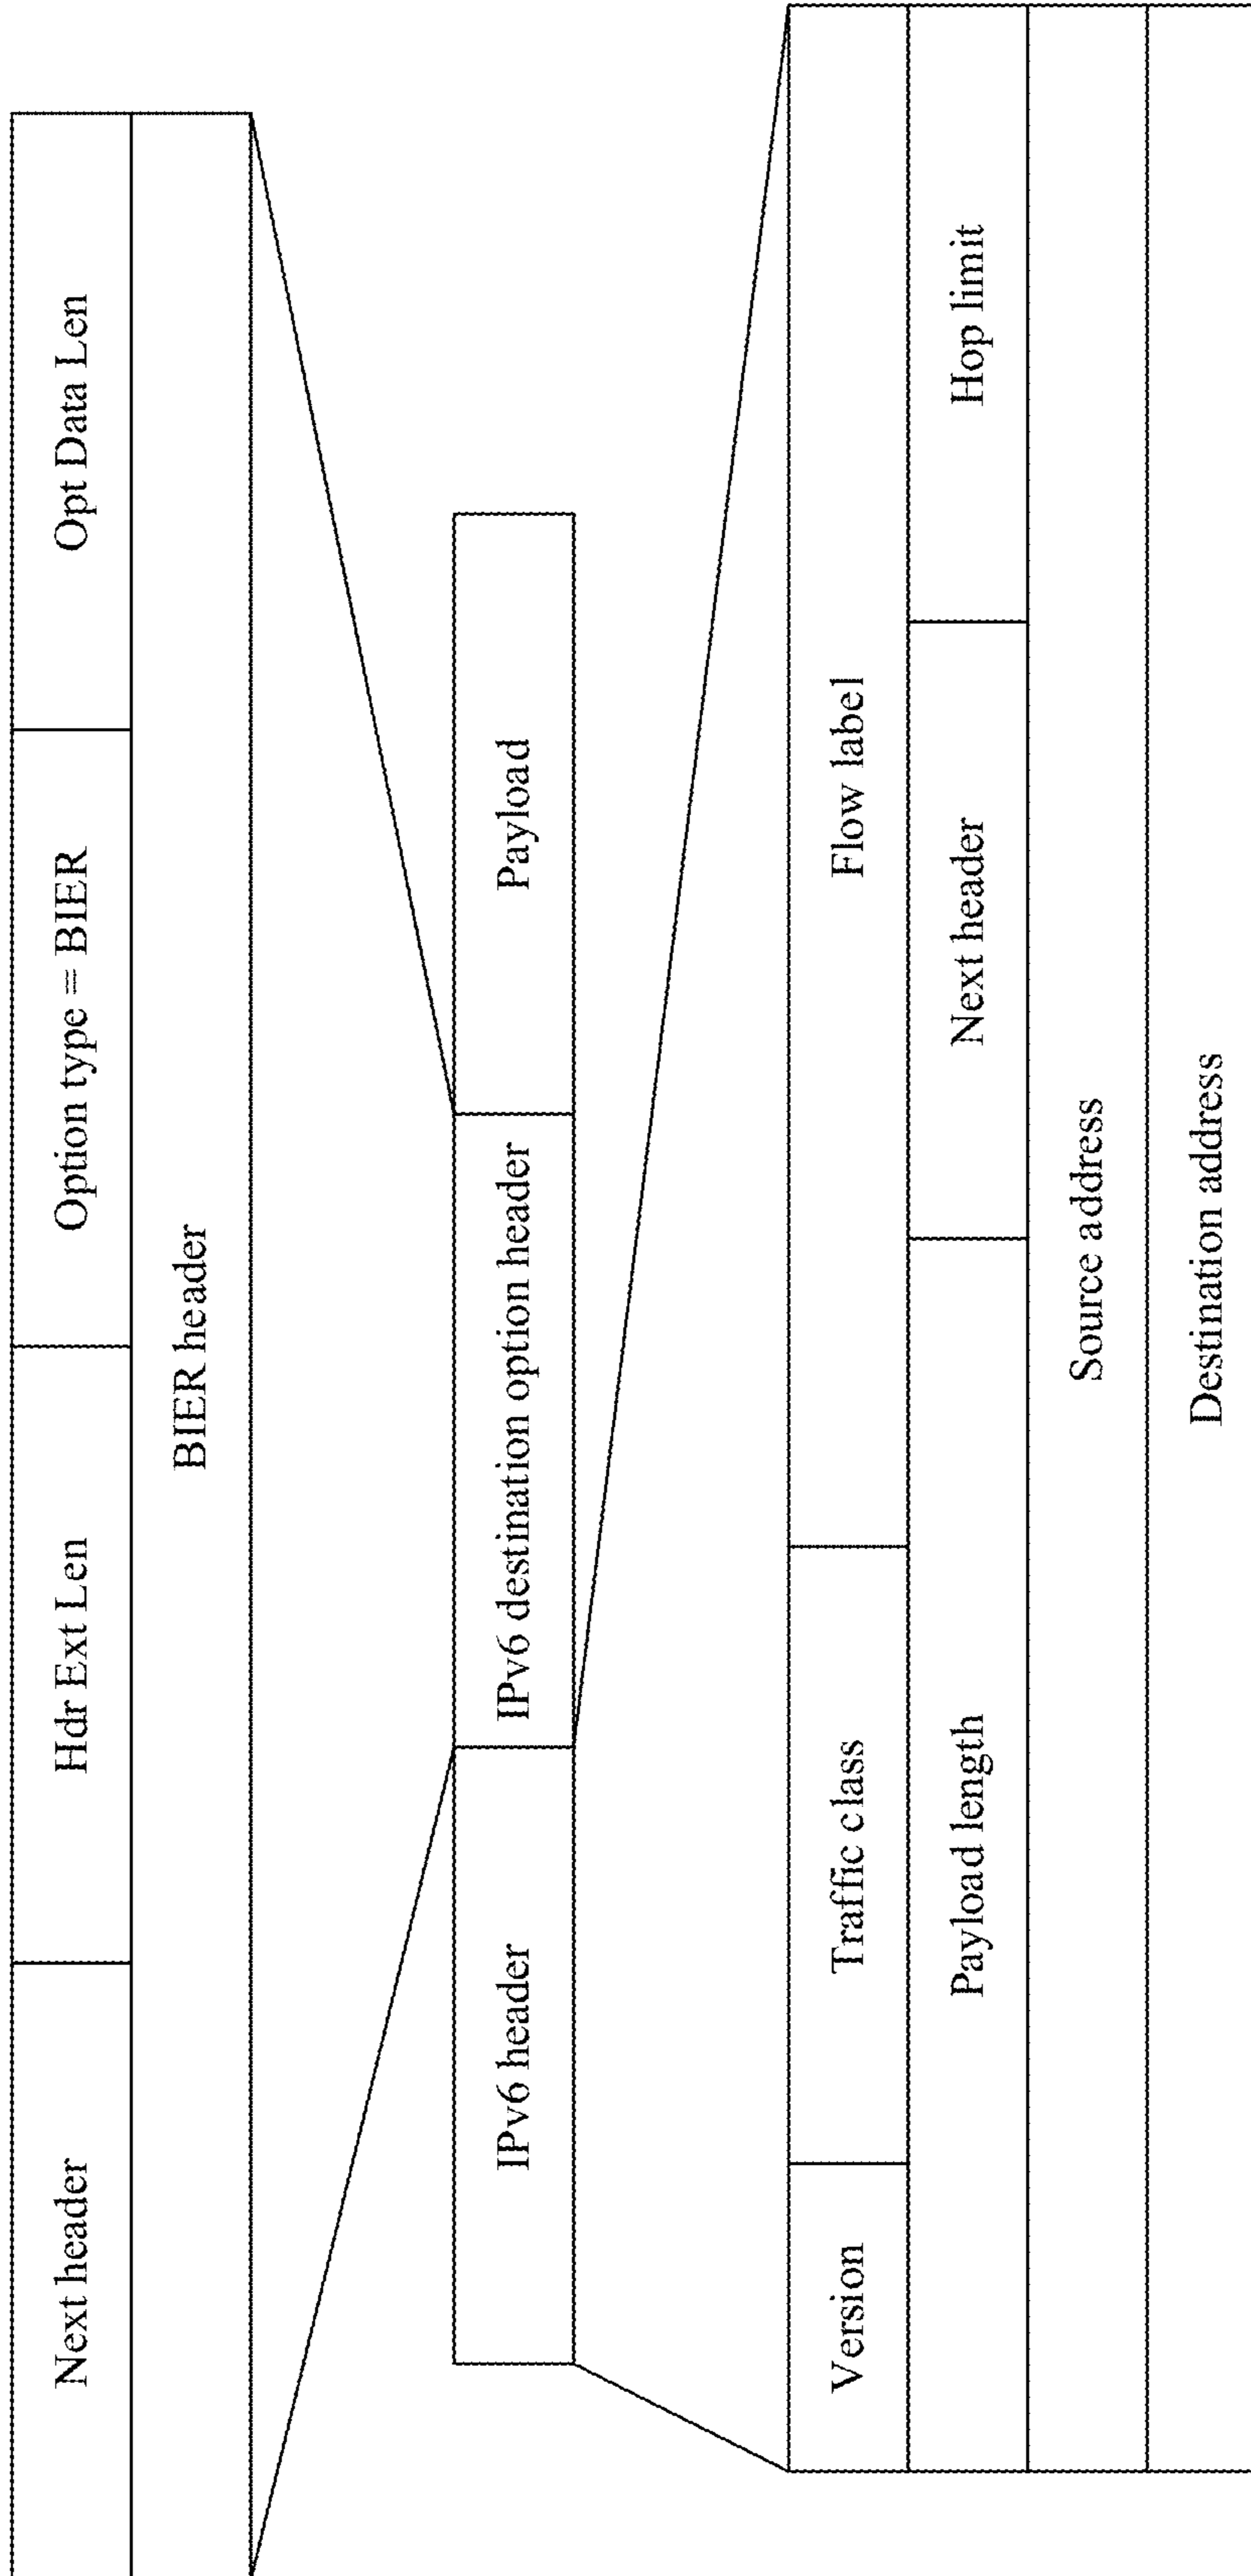 Next header
Hdr Ext Len
Option type = BIER
Opt Data Len
BIER header
IPv6 header
IPv6 destination option header
Payload
Version
Traffic class
Flow label
Payload length
Next header
Hop limit
Source address
Destination address